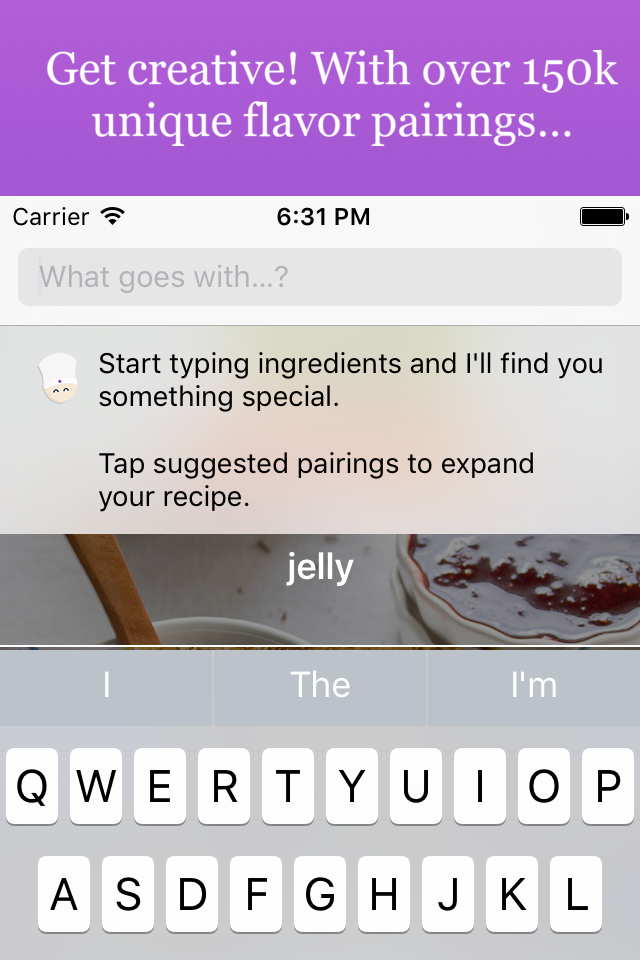 Get creative! With over 150k
unique flavor pairings...
Carrier 6:31 PM
What goes with...?
Start typing ingredients and I'll find you
something special.
Tap suggested pairings to expand
your recipe.
jelly
I The I'm
Q W E R T Y U I O P
A S D F G H J K L